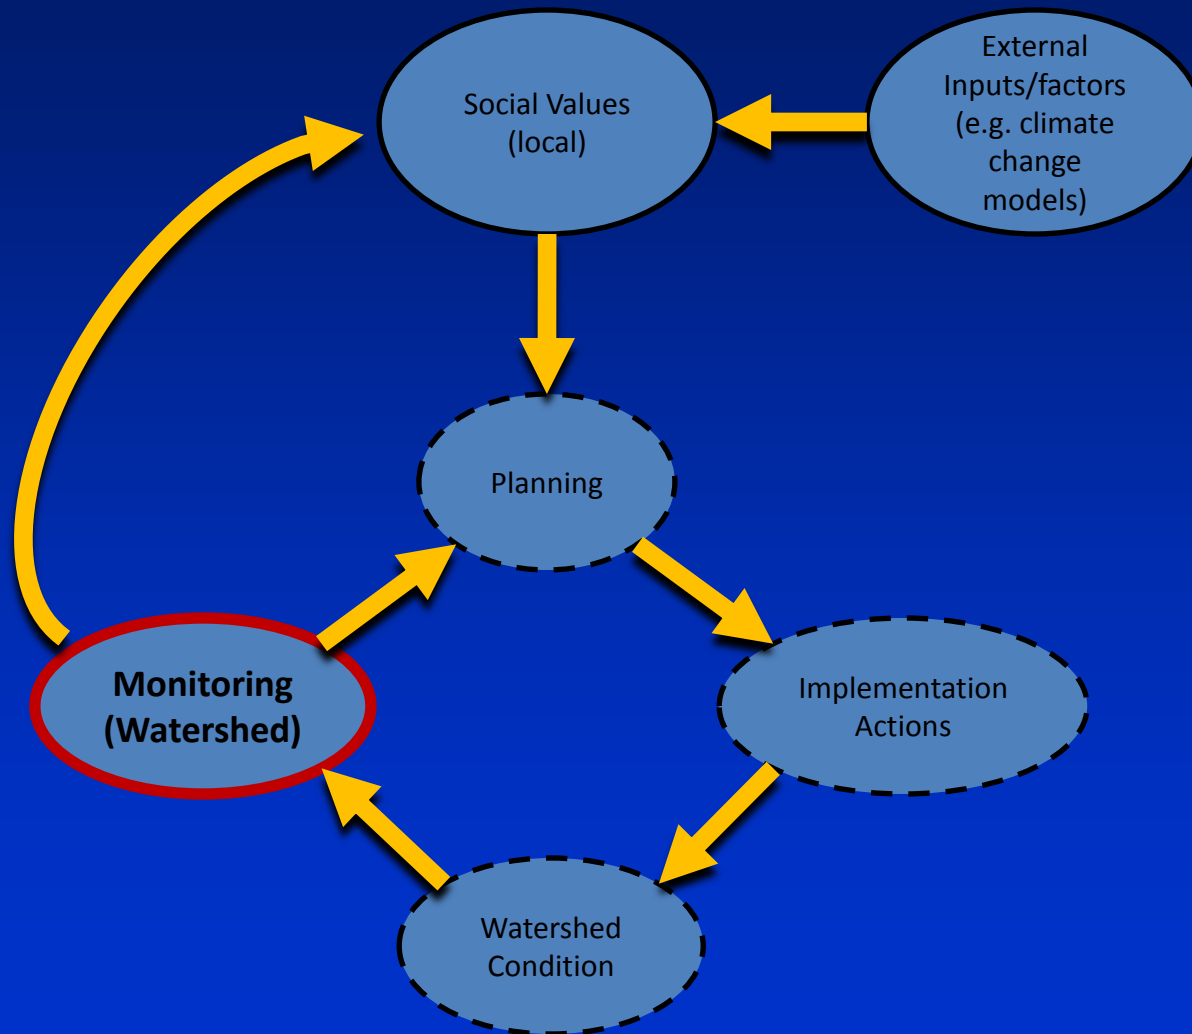 Social Values
(local)
External
Inputs/factors
(e.g. climate
change
models)
Planning
Monitoring
(Watershed)
Implementation
Actions
Watershed
Condition